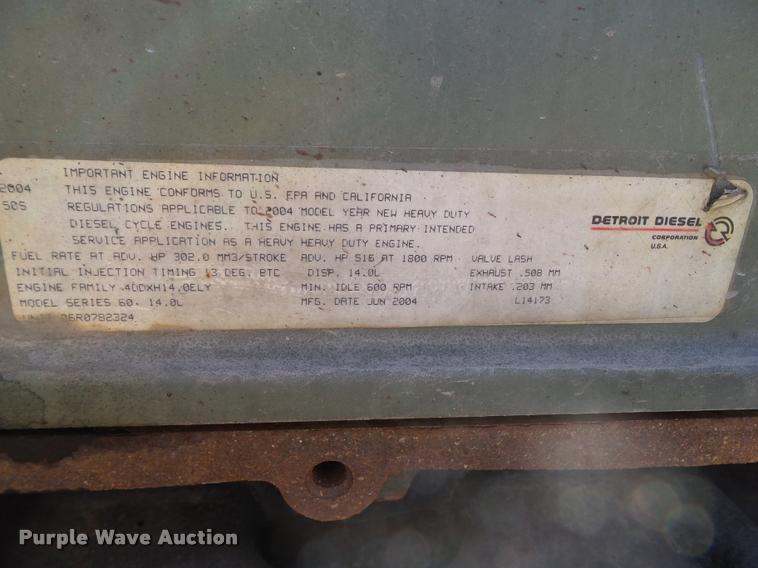 IMPORTANT ENGINE INFORMATION
2004 THIS ENGINE CONFORMS TO U.S. EPA AND CALIFORNIA
50S REGULATIONS APPLICABLE TO 2004 MODEL YEAR NEW HEAVY DUTY
DIESEL CYCLE ENGINES. THIS ENGINE HAS A PRIMARY INTENDED
SERVICE APPLICATION AS A HEAVY HEAVY DUTY ENGINE.
FUEL RATE AT ADV. HP 302.0 MM3/STROKE ADV. HP 516 AT 1800 RPM VALVE LASH
INITIAL INJECTION TIMING 13 DEG. BTC DISP. 14.0L EXHAUST .508 MM
ENGINE FAMILY 4DDXH14.0ELY MIN. IDLE 600 RPM INTAKE .203 MM
MODEL SERIES 60. 14.0L MFG. DATE JUN 2004 L14173
UNIT 06R0782324
DETROIT DIESEL
CORPORATION
U.S.A.
Purple Wave Auction